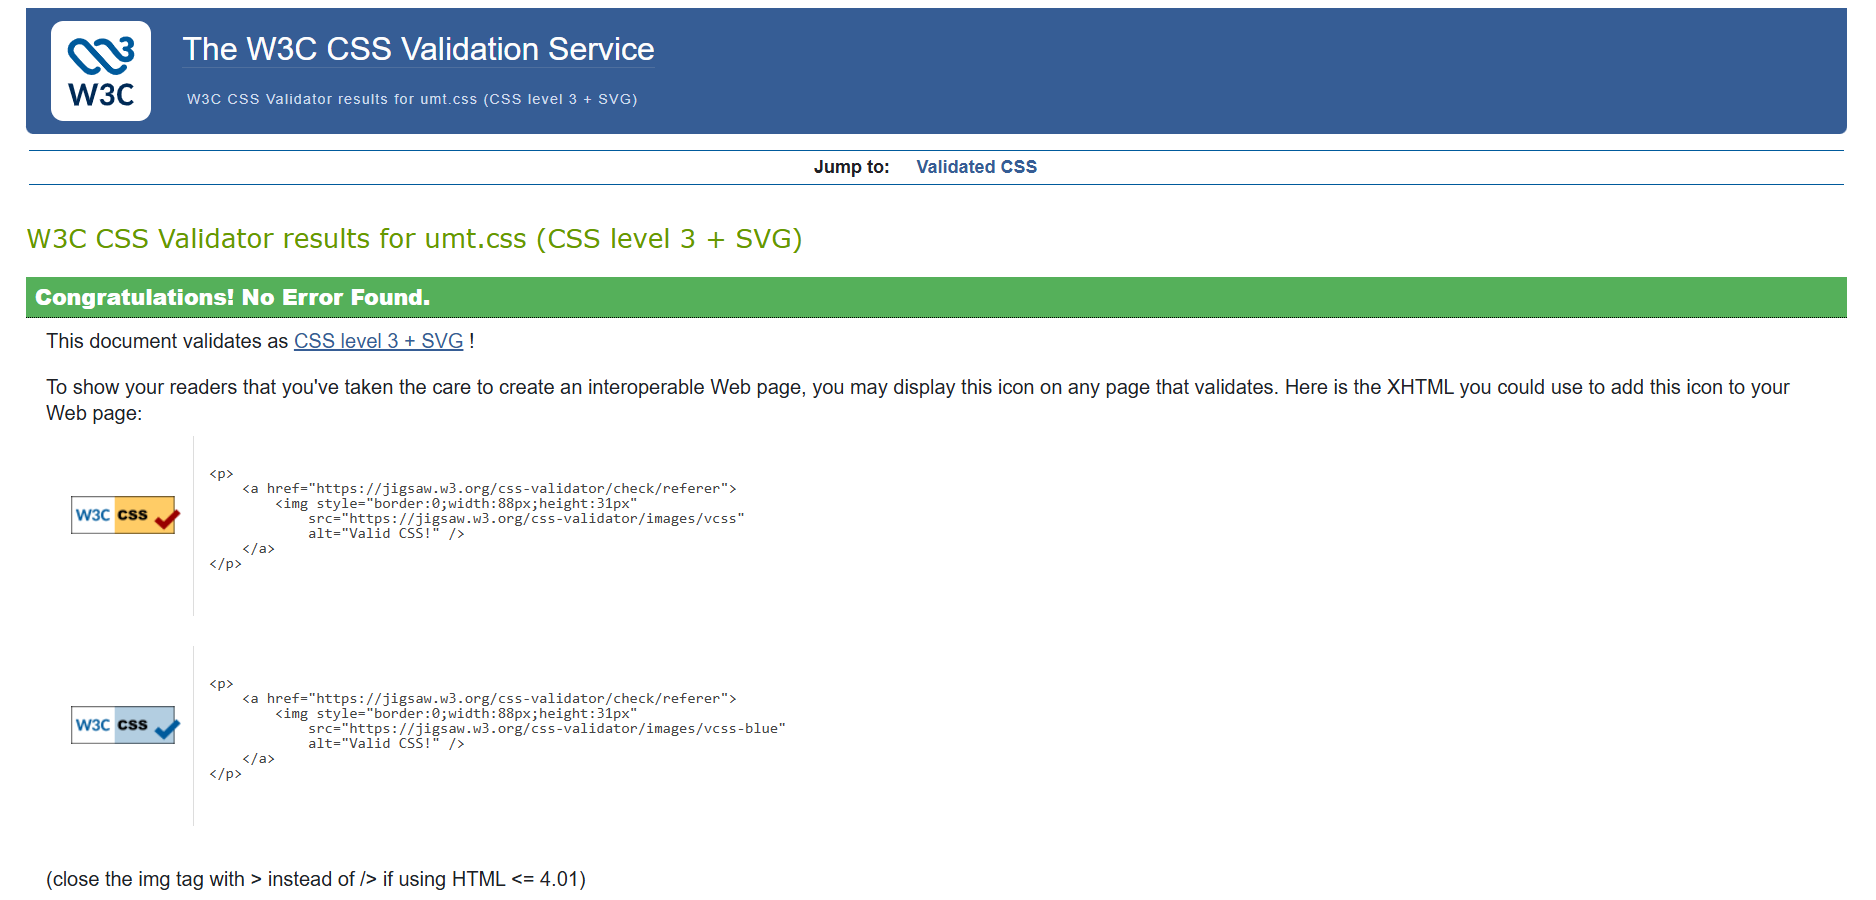 W3C
The W3C CSS Validation Service
W3C CSS Validator results for umt.css (CSS level 3 + SVG)
Jump to: Validated CSS
W3C CSS Validator results for umt.css (CSS level 3 + SVG)
Congratulations! No Error Found.
This document validates as CSS level 3 + SVG !
To show your readers that you've taken the care to create an interoperable Web page, you may display this icon on any page that validates. Here is the XHTML you could use to add this icon to your
Web page:
W3C css
<p>
    <a href="https://jigsaw.w3.org/css-validator/check/referer">
        <img style="border:0;width:88px;height:31px"
            src="https://jigsaw.w3.org/css-validator/images/vcss"
            alt="Valid CSS!" />
    </a>
</p>
W3C css
<p>
    <a href="https://jigsaw.w3.org/css-validator/check/referer">
        <img style="border:0;width:88px;height:31px"
            src="https://jigsaw.w3.org/css-validator/images/vcss-blue"
            alt="Valid CSS!" />
    </a>
</p>
(close the img tag with > instead of /> if using HTML <= 4.01)